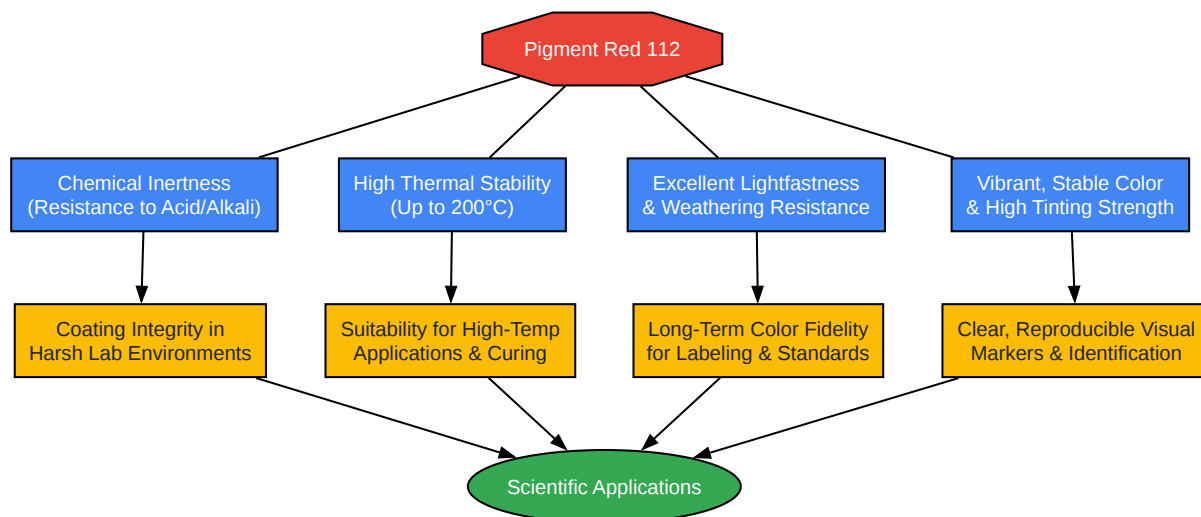 Pigment Red 112
Chemical Inertness
(Resistance to Acid/Alkali)
High Thermal Stability
(Up to 200°C)
Excellent Lightfastness
& Weathering Resistance
Vibrant, Stable Color
& High Tinting Strength
Coating Integrity in
Harsh Lab Environments
Suitability for High-Temp
Applications & Curing
Long-Term Color Fidelity
for Labeling & Standards
Clear, Reproducible Visual
Markers & Identification
Scientific Applications